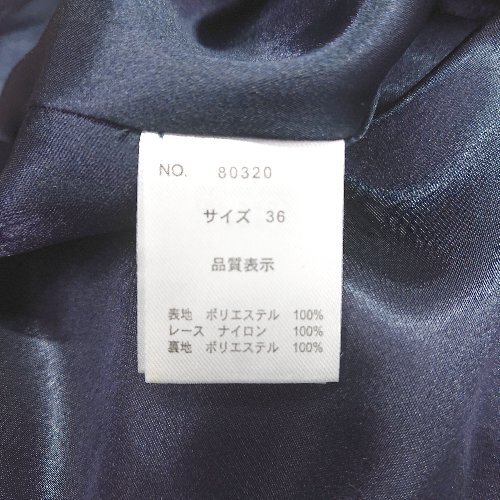 NO. 80320
サイズ 36
品質表示
表地 ポリエステル 100%
レース ナイロン 100%
裏地 ポリエステル 100%